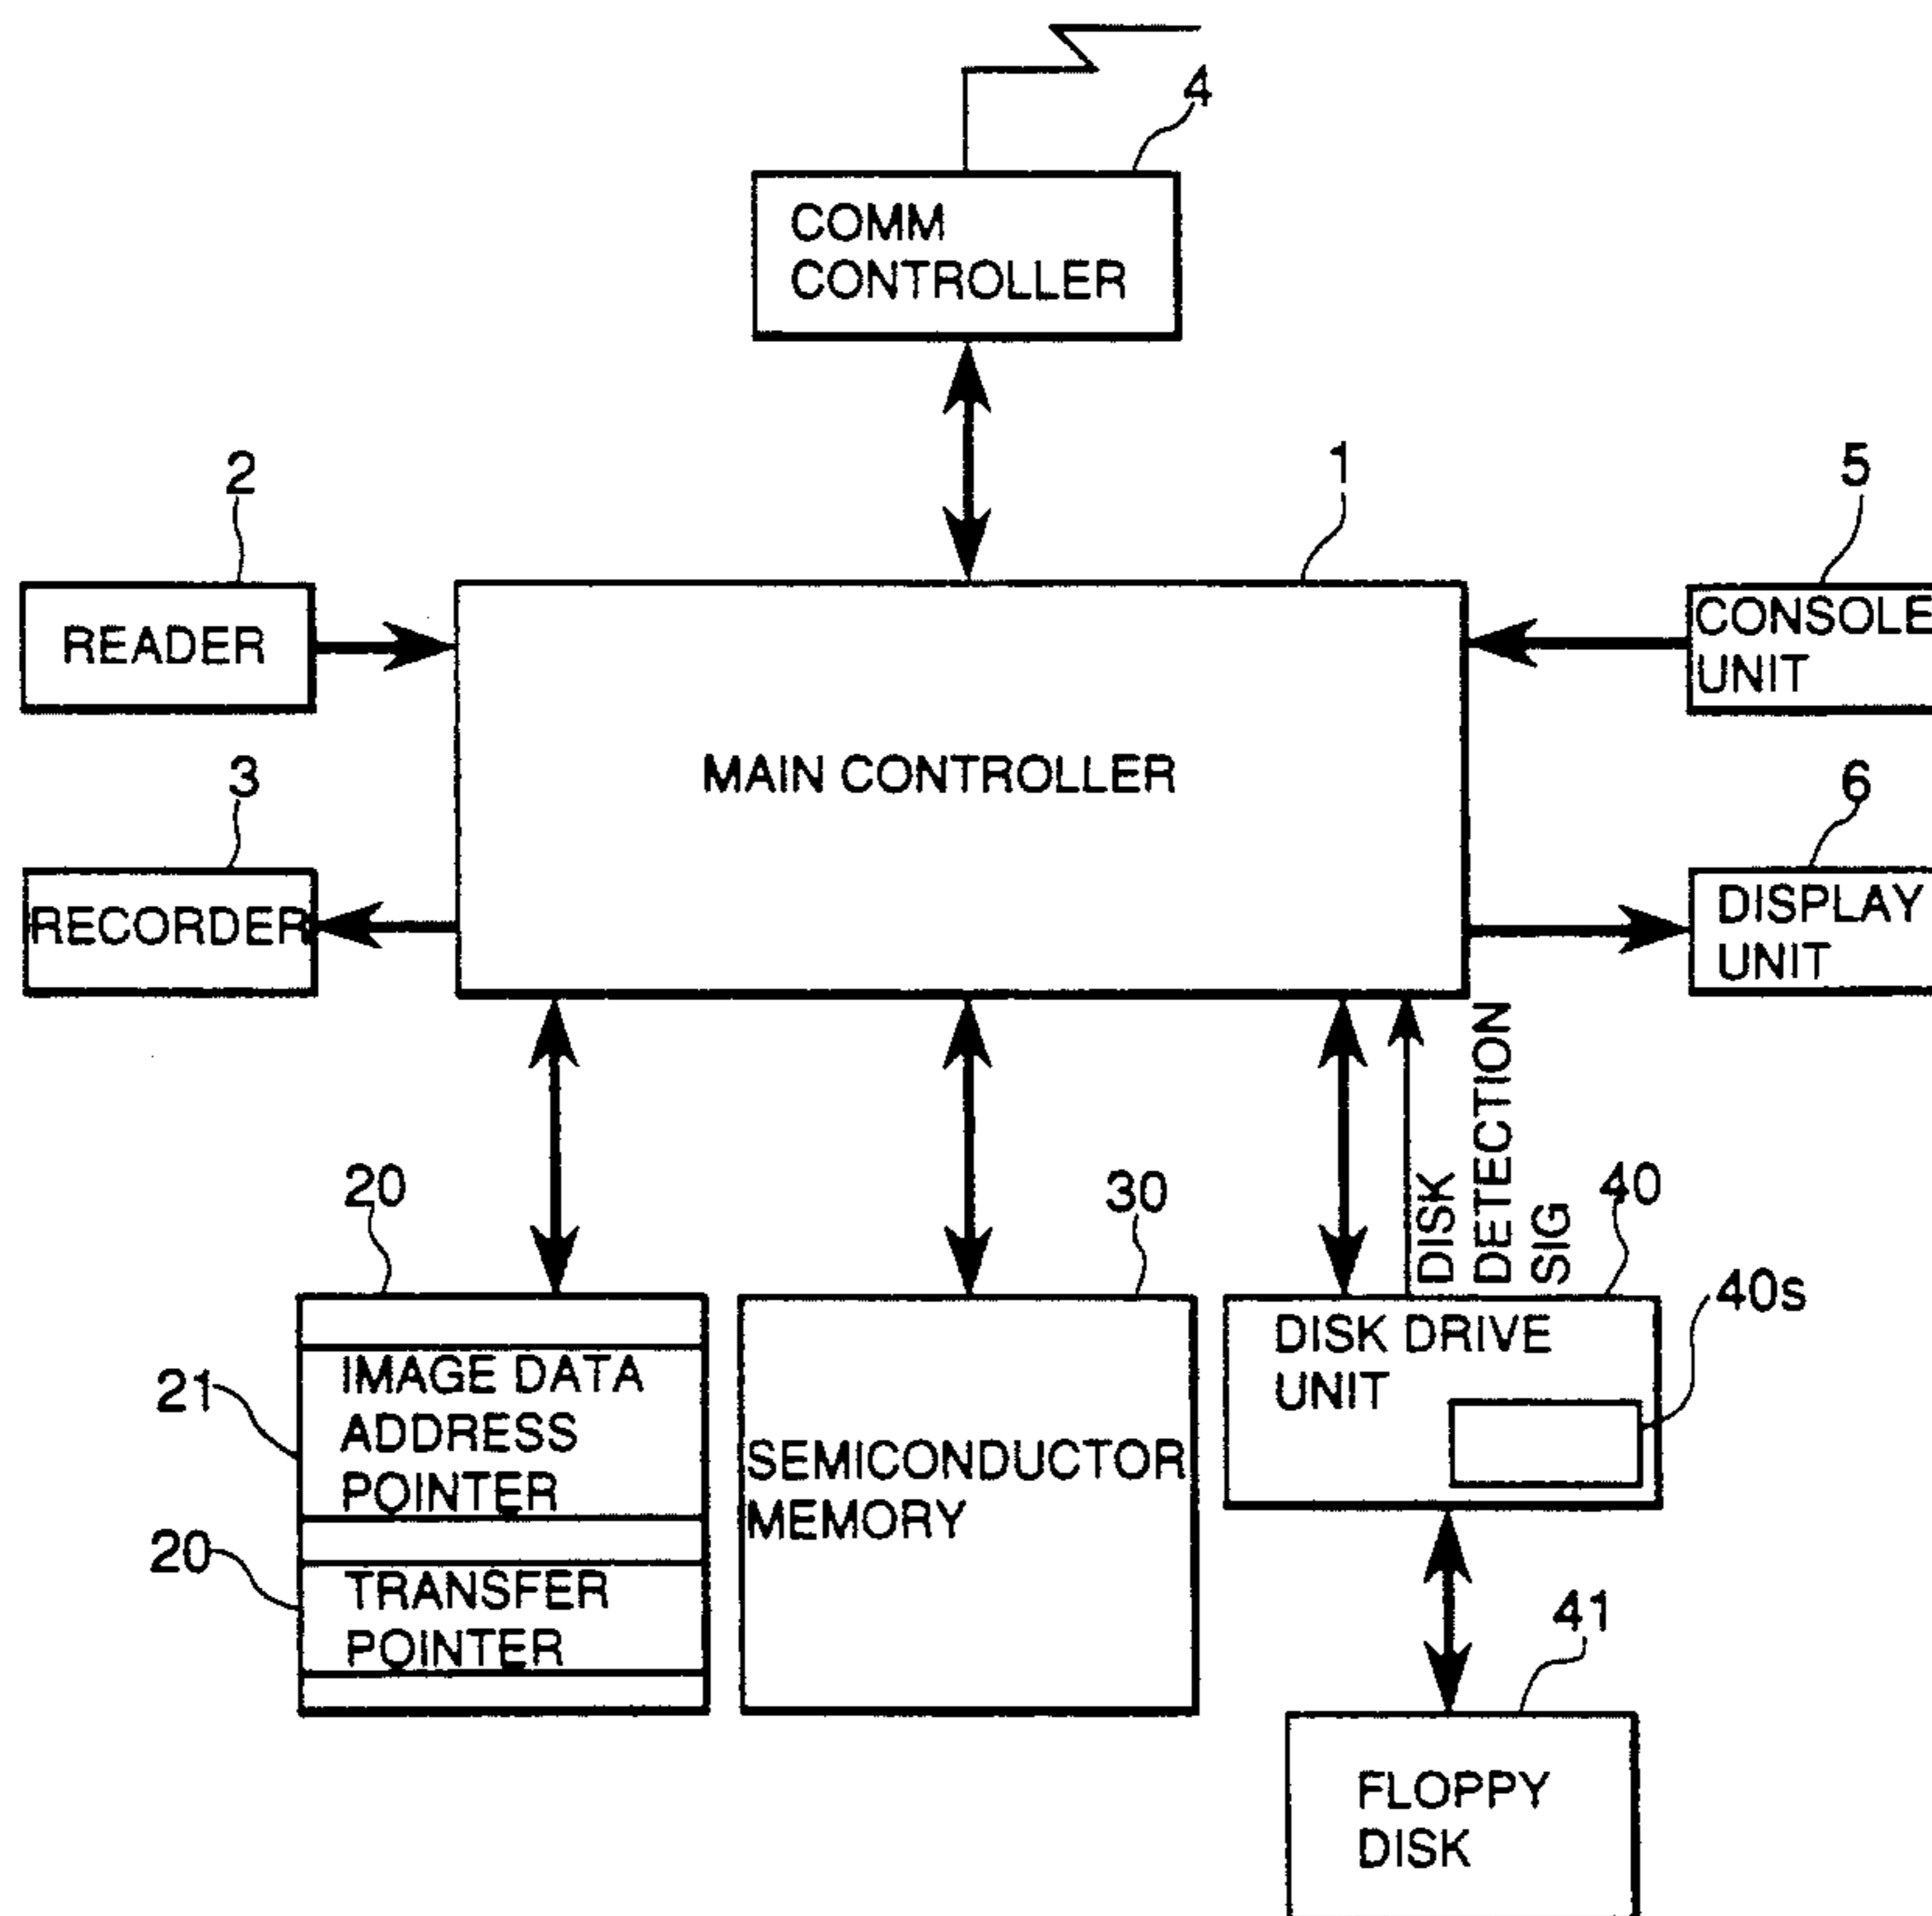 4
COMM
CONTROLLER
2
1
5
READER
CONSOLE
UNIT
MAIN CONTROLLER
3
6
RECORDER
DISPLAY
UNIT
DISK
DETECTION
SIG
20
30
40
40s
21
IMAGE DATA
ADDRESS
POINTER
20
TRANSFER
POINTER
SEMICONDUCTOR
MEMORY
DISK DRIVE
UNIT
41
FLOPPY
DISK